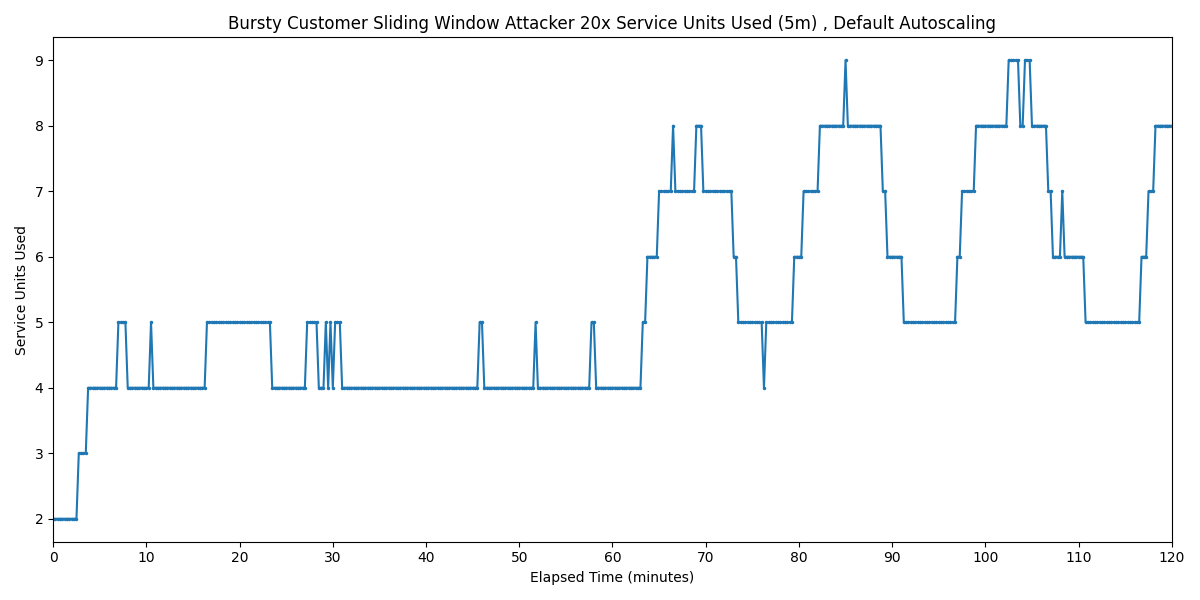 Bursty Customer Sliding Window Attacker 20x Service Units Used (5m) , Default Autoscaling
Service Units Used
9
8
7
6
5
4
3
2
0 10 20 30 40 50 60 70 80 90 100 110 120
Elapsed Time (minutes)